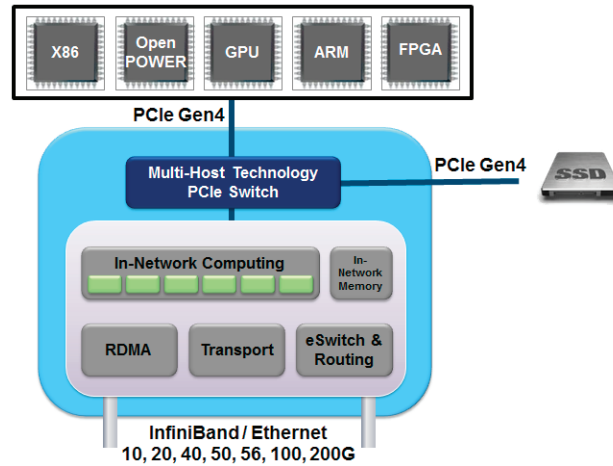 X86
Open
POWER
GPU
ARM
FPGA
PCIe Gen4
PCIe Gen4
SSD
Multi-Host Technology
PCIe Switch
In-Network Computing
In-
Network
Memory
RDMA
Transport
eSwitch &
Routing
InfiniBand / Ethernet
10, 20, 40, 50, 56, 100, 200G